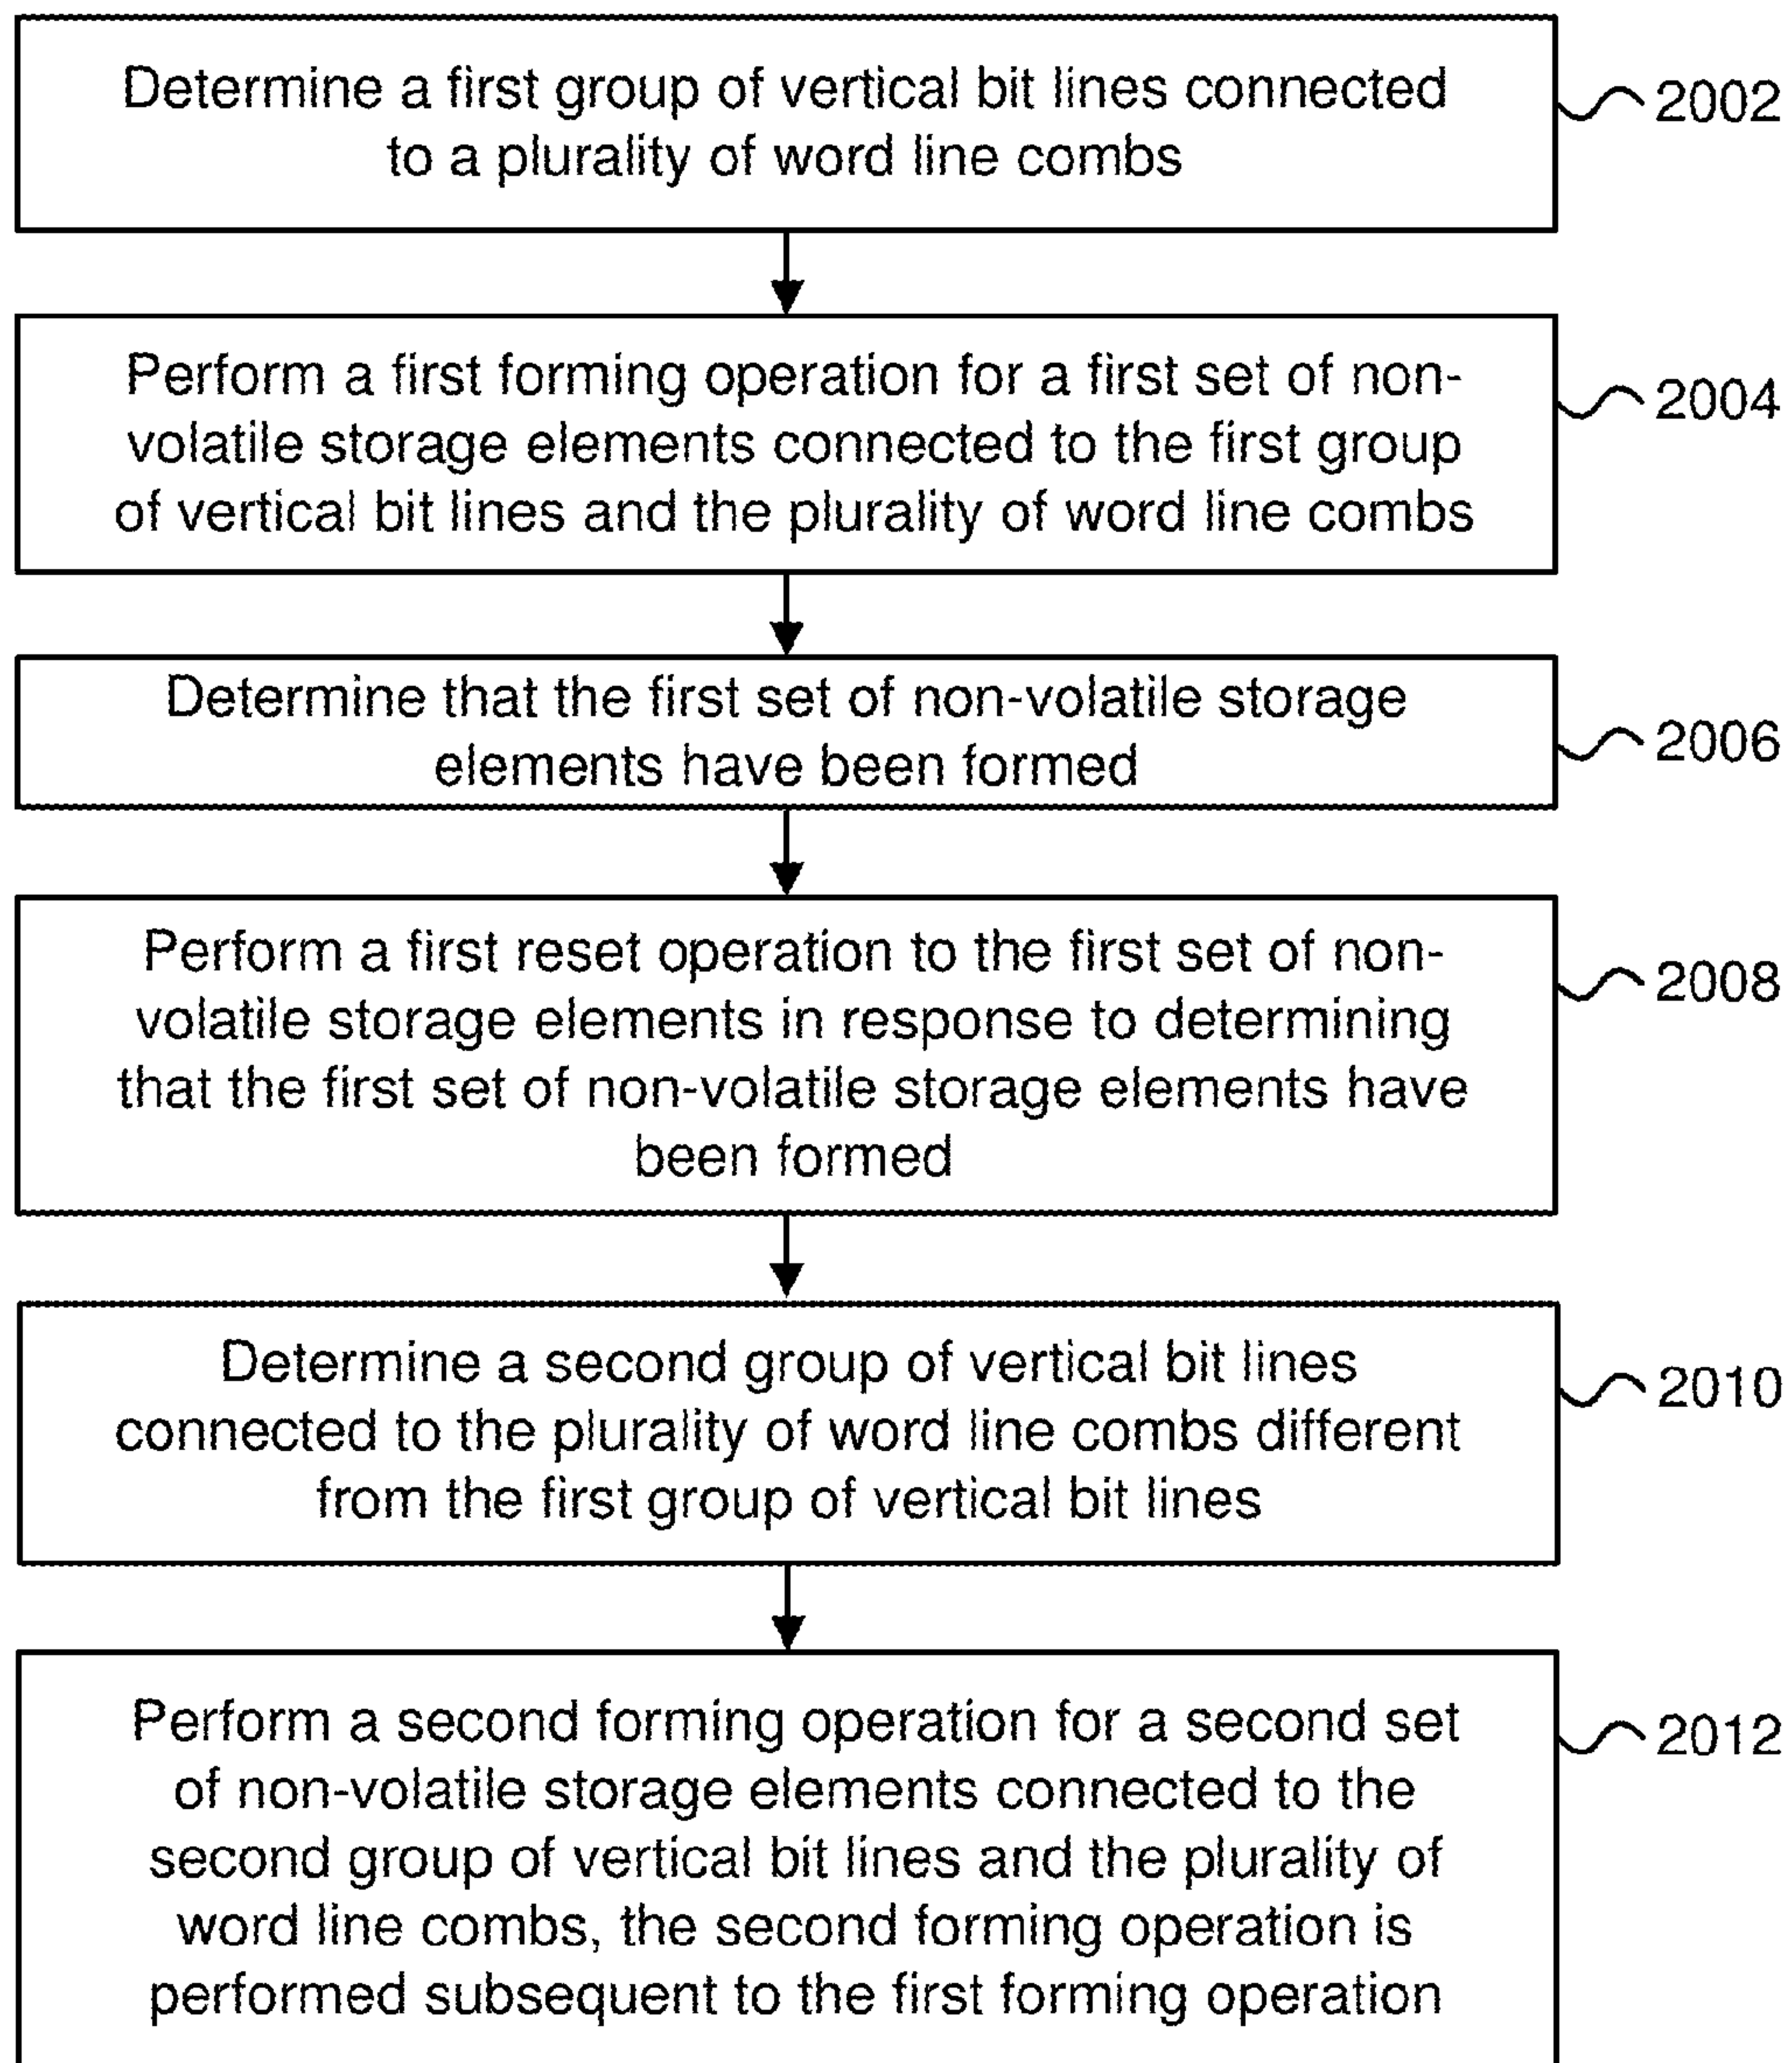 Determine a first group of vertical bit lines connected
to a plurality of word line combs
2002
Perform a first forming operation for a first set of non-
volatile storage elements connected to the first group
of vertical bit lines and the plurality of word line combs
2004
Determine that the first set of non-volatile storage
elements have been formed
2006
Perform a first reset operation to the first set of non-
volatile storage elements in response to determining
that the first set of non-volatile storage elements have
been formed
2008
Determine a second group of vertical bit lines
connected to the plurality of word line combs different
from the first group of vertical bit lines
2010
Perform a second forming operation for a second set
of non-volatile storage elements connected to the
second group of vertical bit lines and the plurality of
word line combs, the second forming operation is
performed subsequent to the first forming operation
2012